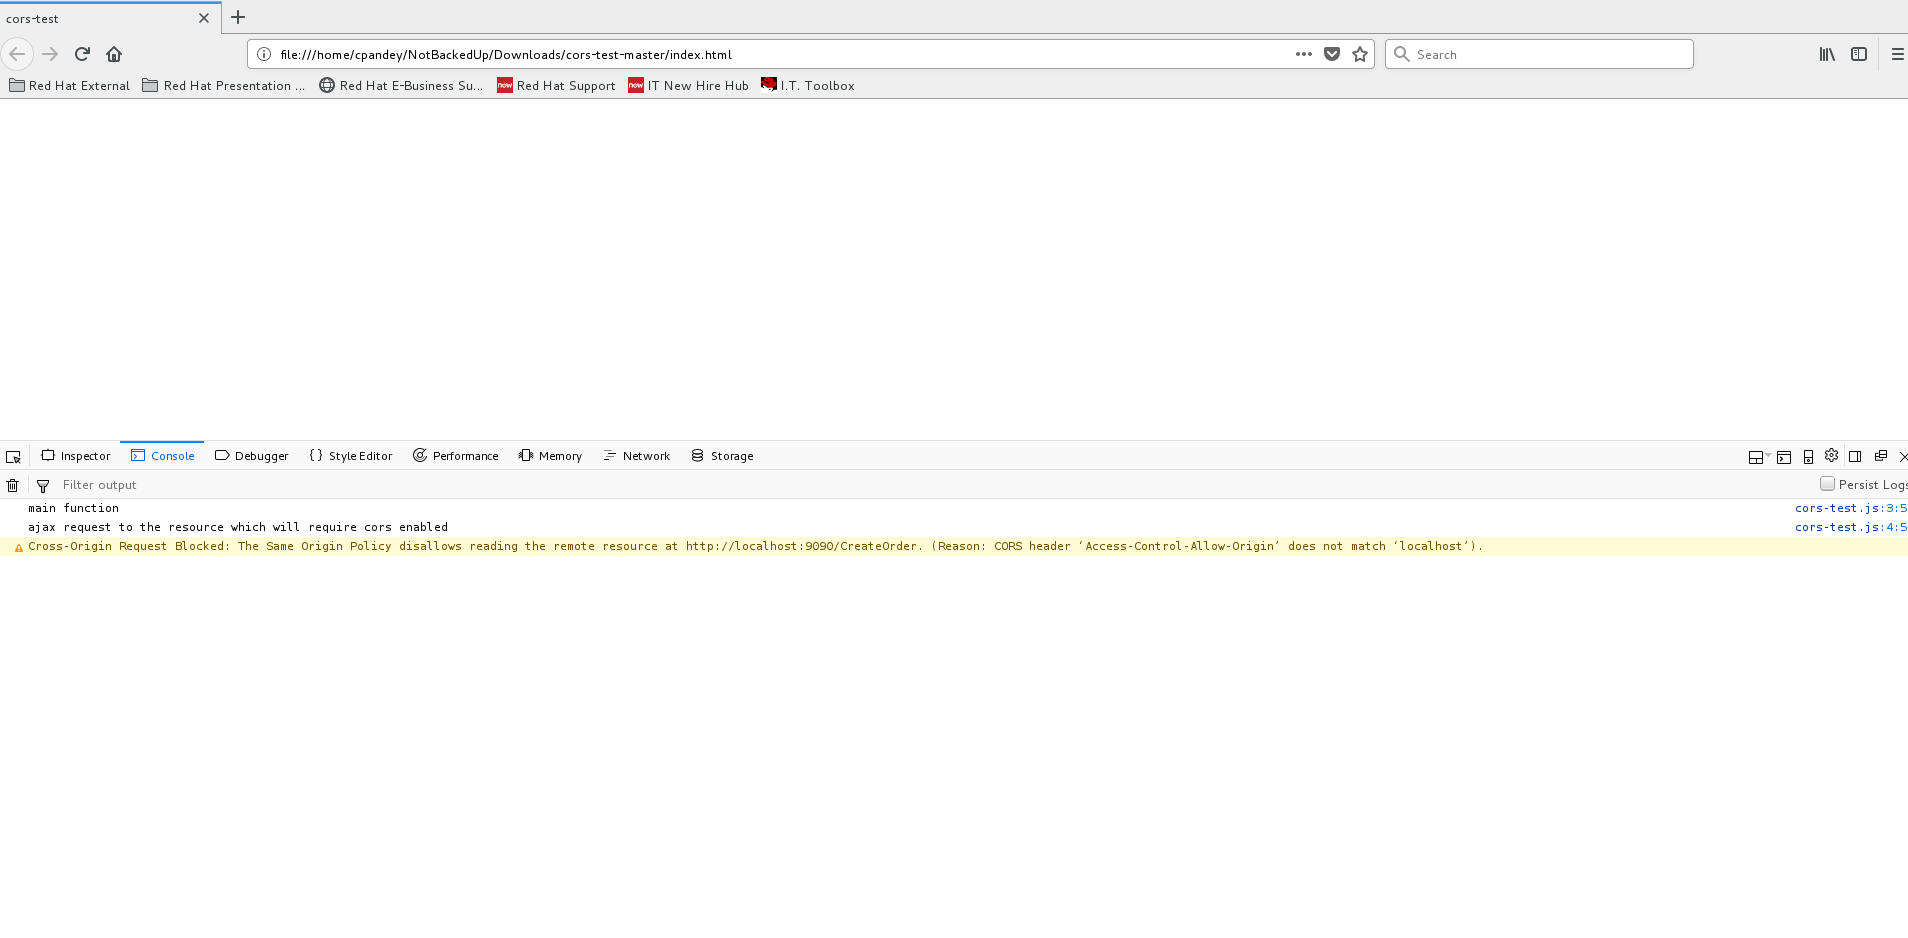 cors-test
file:///home/cpandey/NotBackedUp/Downloads/cors-test-master/index.html
Search
Red Hat External Red Hat Presentation ... Red Hat E-Business Su... now Red Hat Support now IT New Hire Hub I.T. Toolbox
Inspector Console Debugger { } Style Editor Performance Memory Network Storage
Filter output Persist Logs
main function cors-test.js:3:5
ajax request to the resource which will require cors enabled cors-test.js:4:5
Cross-Origin Request Blocked: The Same Origin Policy disallows reading the remote resource at http://localhost:9090/CreateOrder. (Reason: CORS header ‘Access-Control-Allow-Origin’ does not match ‘localhost’).